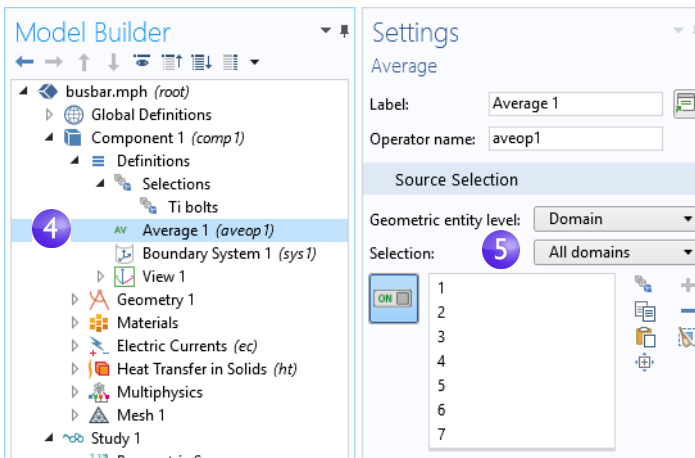 Model Builder
busbar.mph (root)
Global Definitions
Component 1 (comp1)
Definitions
Selections
Ti bolts
4
AV Average 1 (aveop1)
Boundary System 1 (sys1)
View 1
Geometry 1
Materials
Electric Currents (ec)
Heat Transfer in Solids (ht)
Multiphysics
Mesh 1
Study 1
Settings
Average
Label: Average 1
Operator name: aveop1
Source Selection
Geometric entity level: Domain
Selection: 5 All domains
ON
1
2
3
4
5
6
7